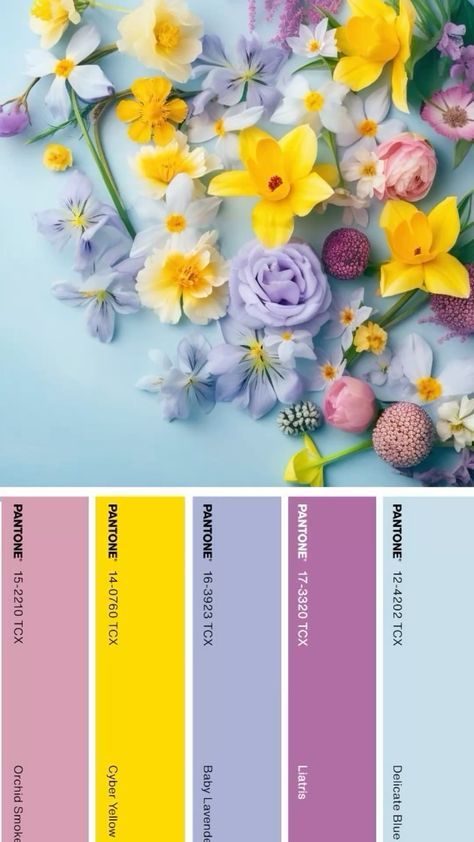 PANTONE®
15-2210 TCX
Orchid Smoke
PANTONE®
14-0760 TCX
Cyber Yellow
PANTONE®
16-3923 TCX
Baby Lavende
PANTONE®
17-3320 TCX
Liatris
PANTONE®
12-4202 TCX
Delicate Blue